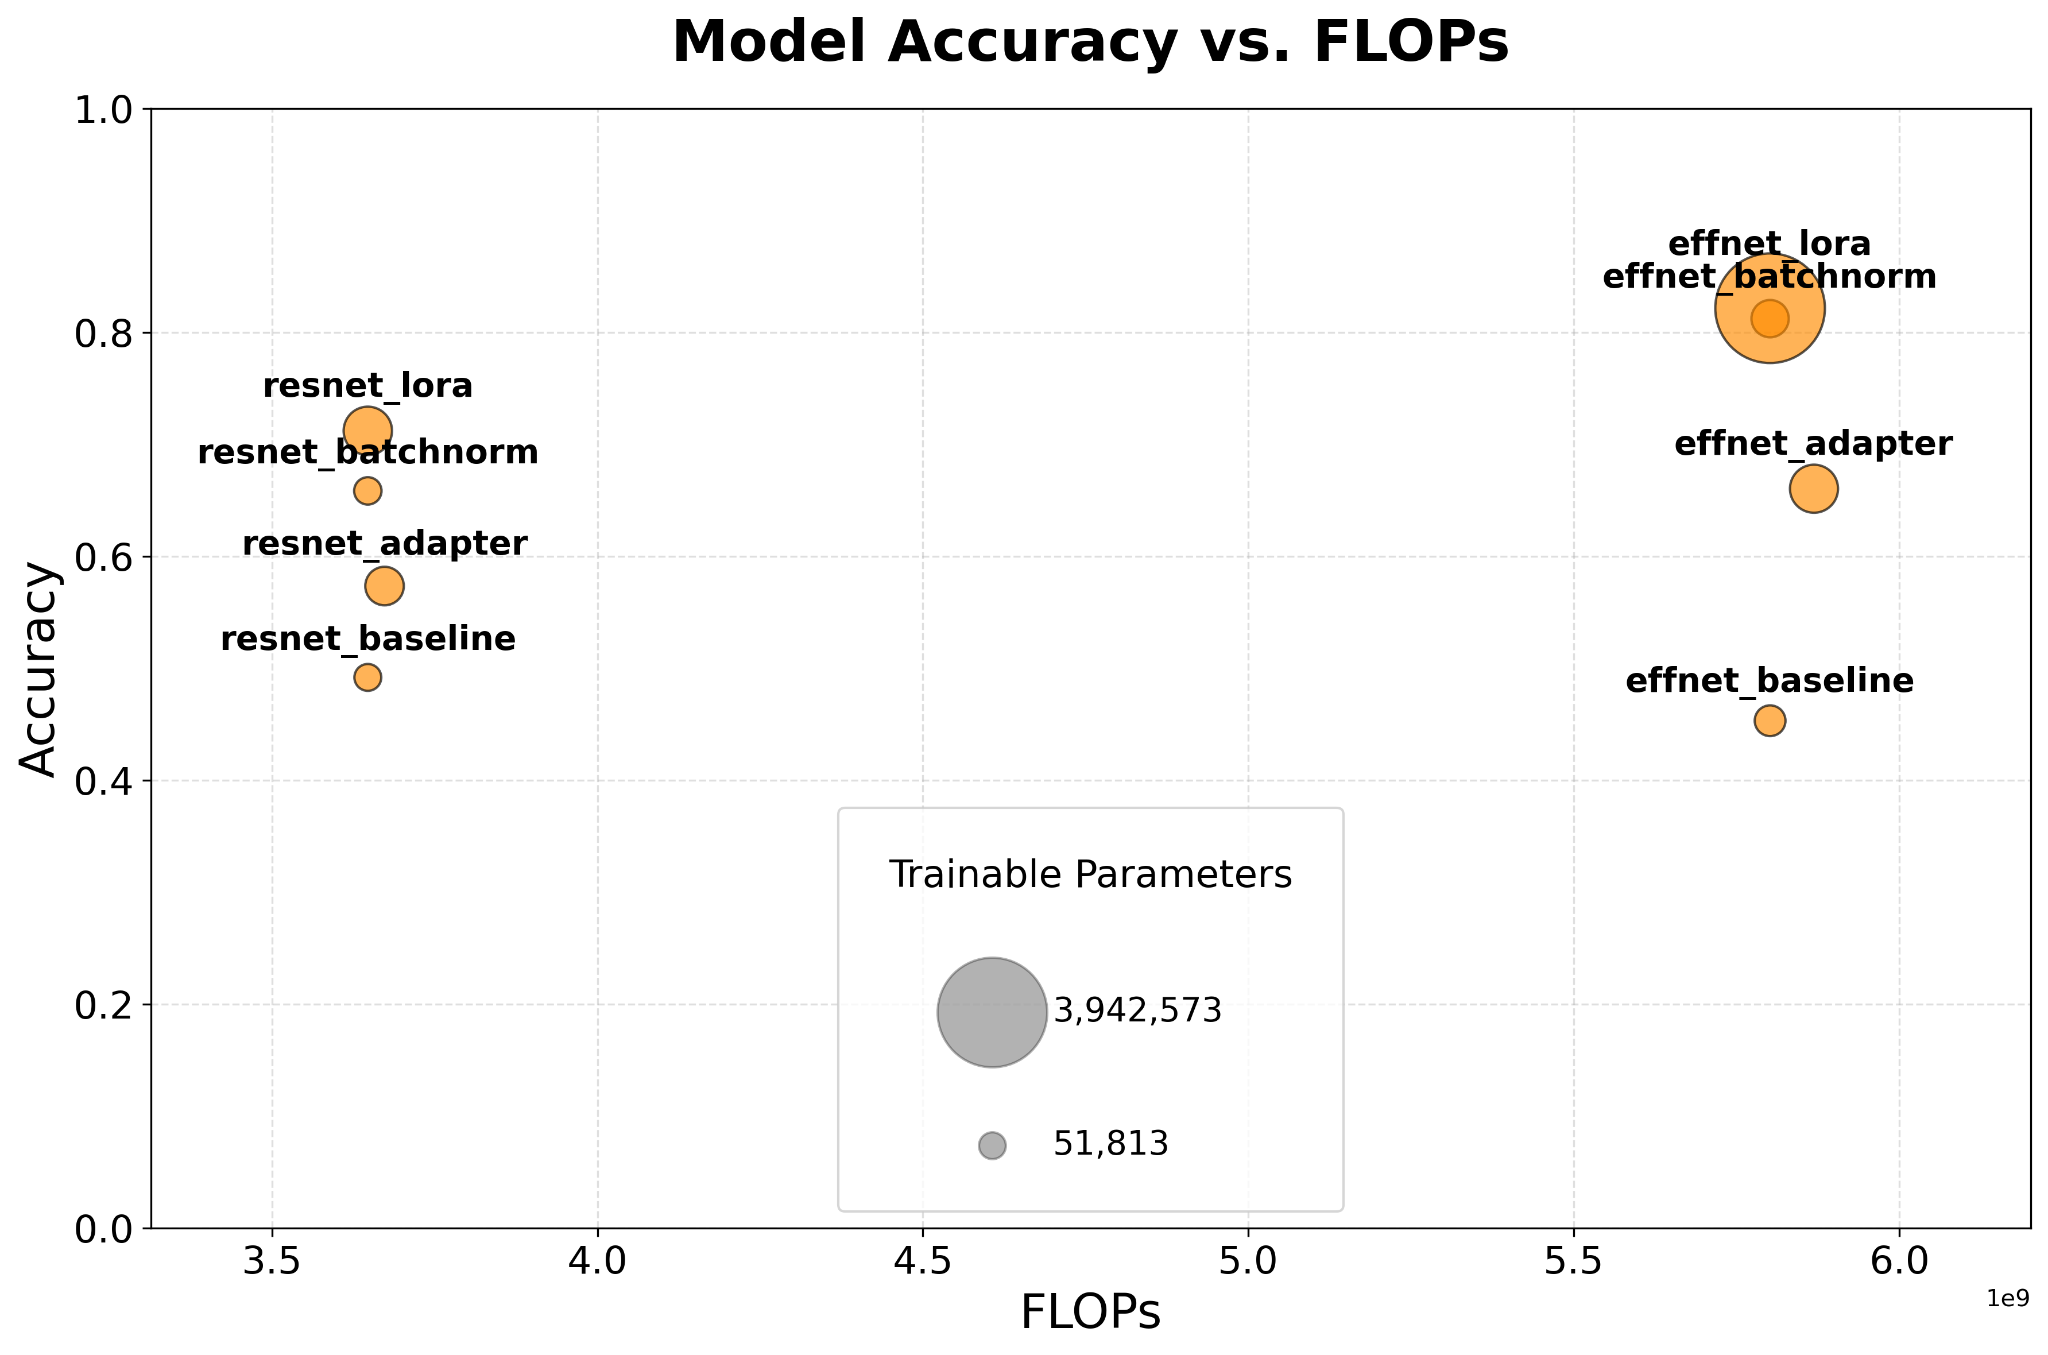 Model Accuracy vs. FLOPs
1.0
0.8
0.6
0.4
0.2
0.0
Accuracy
effnet_lora
effnet_batchnorm
resnet_lora
resnet_batchnorm
effnet_adapter
resnet_adapter
resnet_baseline
effnet_baseline
Trainable Parameters
3,942,573
51,813
3.5 4.0 4.5 5.0 5.5 6.0
1e9
FLOPs